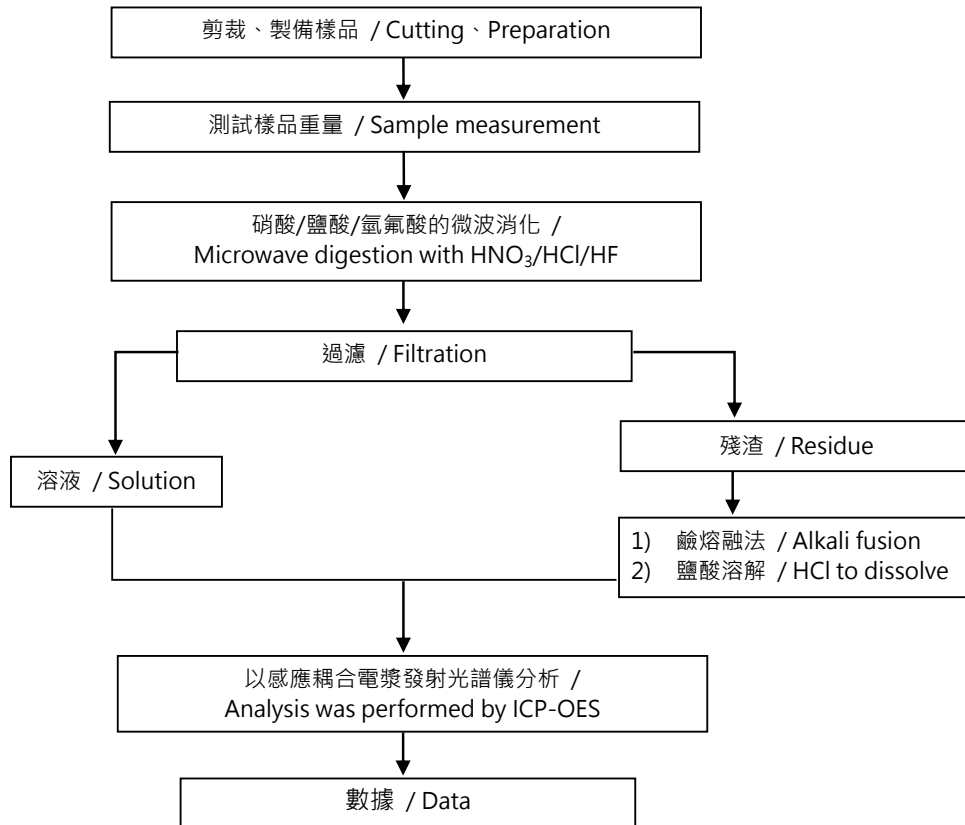 剪裁、製備樣品 / Cutting、Preparation
測試樣品重量 / Sample measurement
硝酸/鹽酸/氫氟酸的微波消化 /
Microwave digestion with HNO₃/HCl/HF
過濾 / Filtration
溶液 / Solution
殘渣 / Residue
1) 鹼熔融法 / Alkali fusion
2) 鹽酸溶解 / HCl to dissolve
以感應耦合電漿發射光譜儀分析 /
Analysis was performed by ICP-OES
數據 / Data